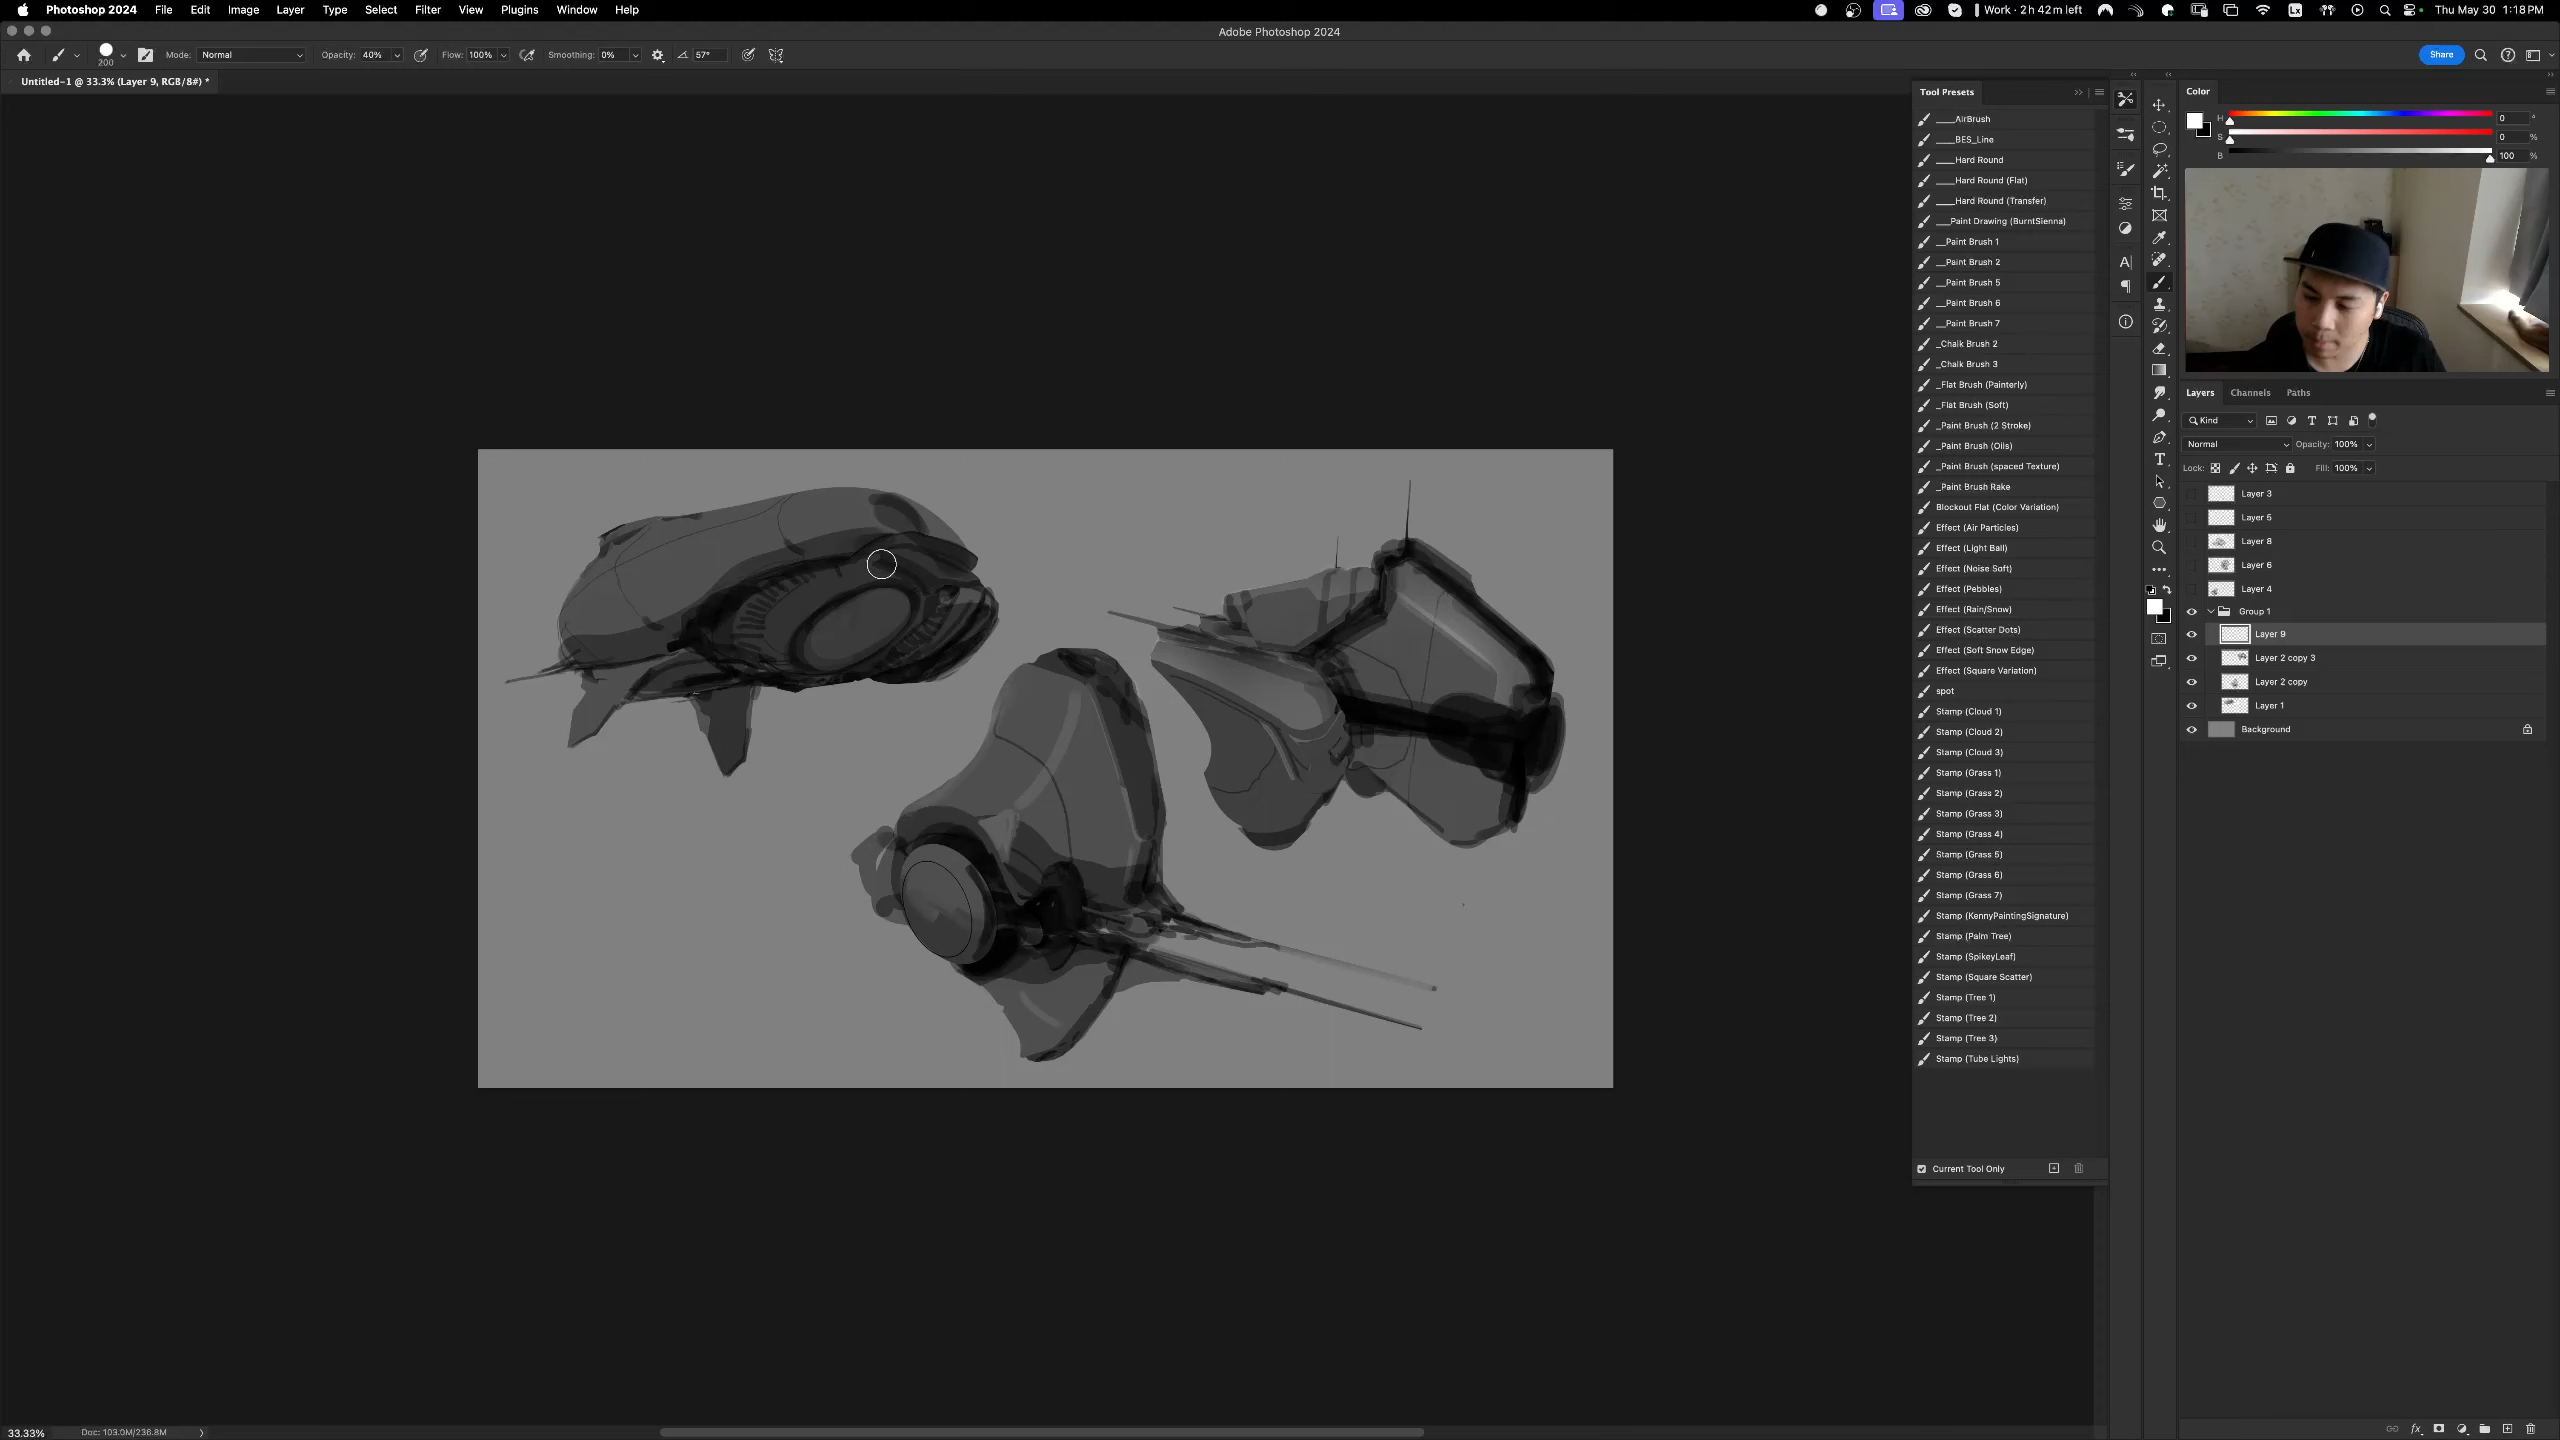 Photoshop 2024 File Edit Image Layer Type Select Filter View Plugins Window Help Work · 2h 42m left Thu May 30 1:18 PM
Adobe Photoshop 2024
200 Mode: Normal Opacity: 40% Flow: 100% Smoothing: 0% 57° Share
Untitled-1 @ 33.3% (Layer 9, RGB/8#) *
Tool Presets
____AirBrush
____BES_Line
____Hard Round
____Hard Round (Flat)
____Hard Round (Transfer)
___Paint Drawing (BurntSienna)
__Paint Brush 1
__Paint Brush 2
__Paint Brush 5
__Paint Brush 6
__Paint Brush 7
_Chalk Brush 2
_Chalk Brush 3
_Flat Brush (Painterly)
_Flat Brush (Soft)
_Paint Brush (2 Stroke)
_Paint Brush (Oils)
_Paint Brush (spaced Texture)
_Paint Brush Rake
Blockout Flat (Color Variation)
Effect (Air Particles)
Effect (Light Ball)
Effect (Noise Soft)
Effect (Pebbles)
Effect (Rain/Snow)
Effect (Scatter Dots)
Effect (Soft Snow Edge)
Effect (Square Variation)
spot
Stamp (Cloud 1)
Stamp (Cloud 2)
Stamp (Cloud 3)
Stamp (Grass 1)
Stamp (Grass 2)
Stamp (Grass 3)
Stamp (Grass 4)
Stamp (Grass 5)
Stamp (Grass 6)
Stamp (Grass 7)
Stamp (KennyPaintingSignature)
Stamp (Palm Tree)
Stamp (SpikeyLeaf)
Stamp (Square Scatter)
Stamp (Tree 1)
Stamp (Tree 2)
Stamp (Tree 3)
Stamp (Tube Lights)
Current Tool Only
Color
H 0 °
S 0 %
B 100 %
Layers Channels Paths
Kind
Normal Opacity: 100%
Lock: Fill: 100%
Layer 3
Layer 5
Layer 8
Layer 6
Layer 4
Group 1
Layer 9
Layer 2 copy 3
Layer 2 copy
Layer 1
Background
33.33% Doc: 103.0M/236.8M